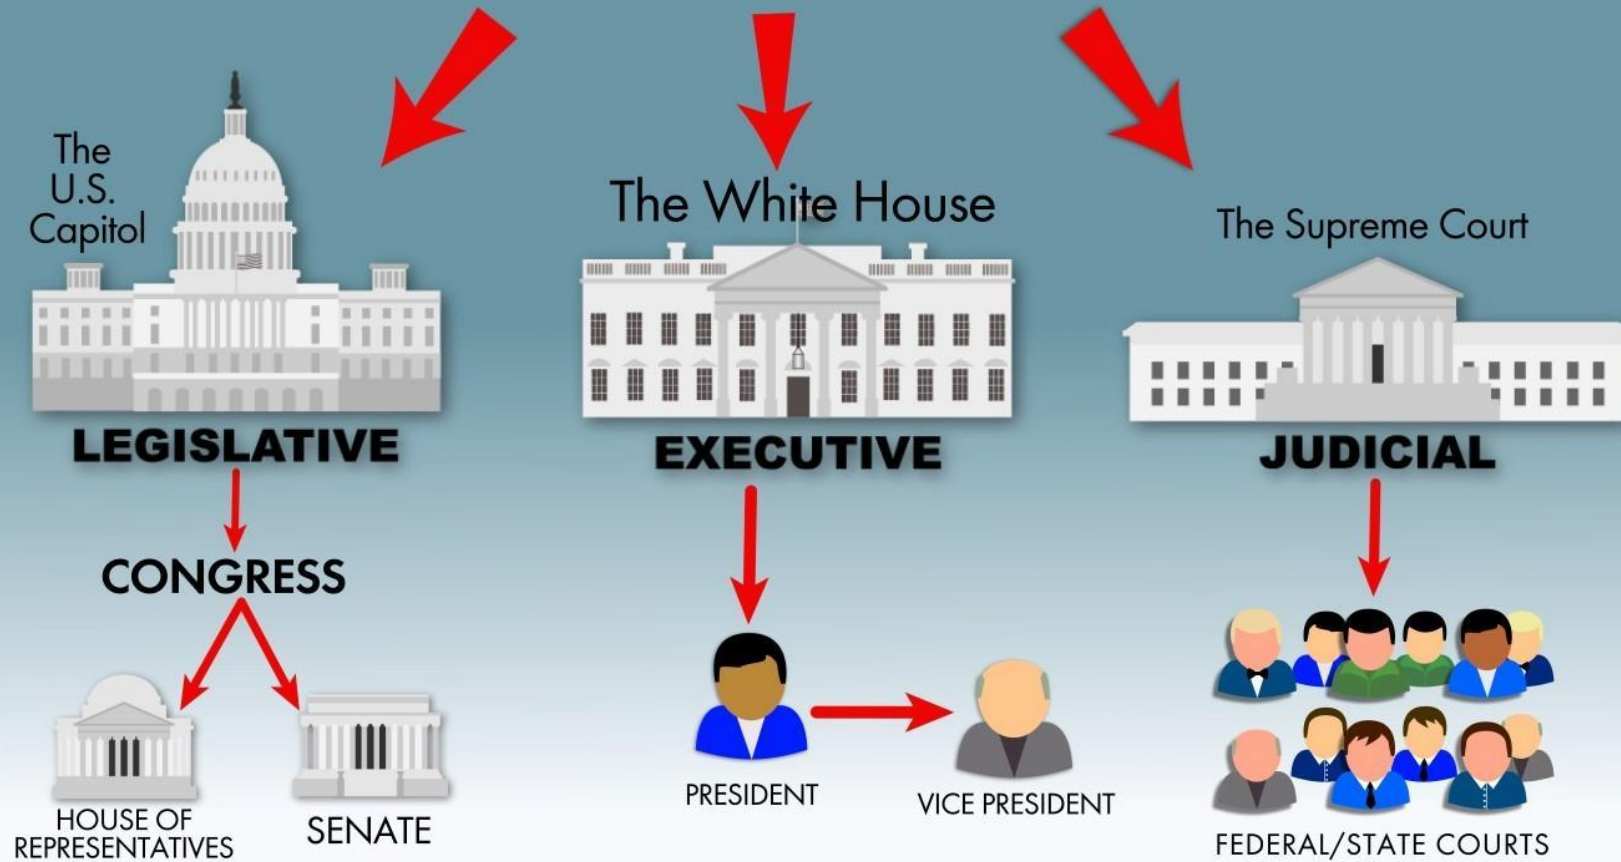 The
U.S.
Capitol
LEGISLATIVE
CONGRESS
HOUSE OF
REPRESENTATIVES
SENATE
The White House
EXECUTIVE
PRESIDENT
VICE PRESIDENT
The Supreme Court
JUDICIAL
FEDERAL/STATE COURTS